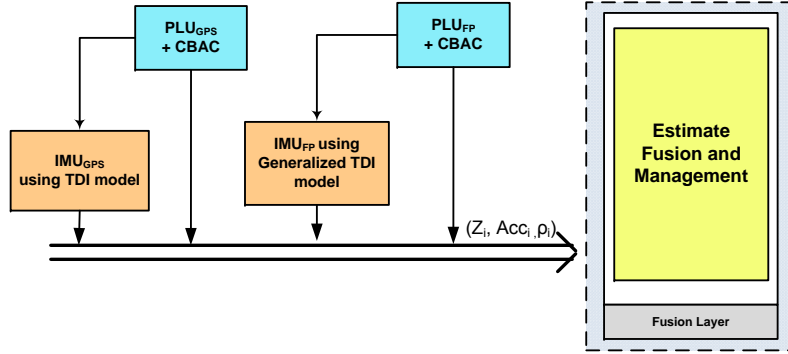 PLUGPS
+ CBAC
PLUFP
+ CBAC
IMUGPS
using TDI model
IMUFP using
Generalized TDI
model
(Zi, Acci ,ρi)
Estimate
Fusion and
Management
Fusion Layer